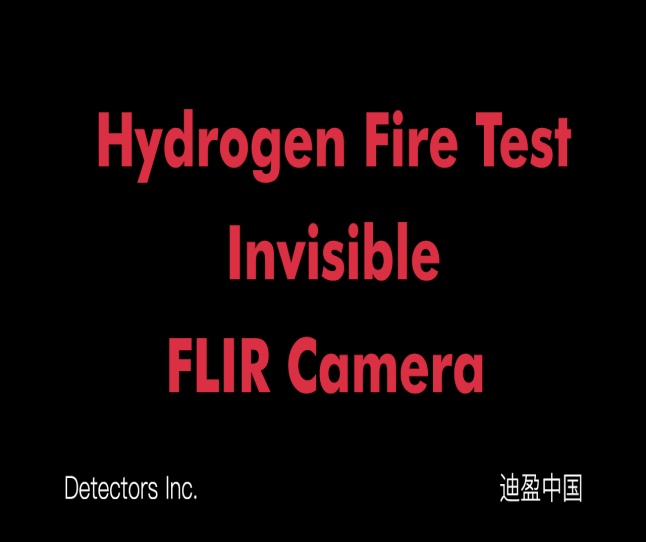 Hydrogen Fire Test
Invisible
FLIR Camera
Detectors Inc.
迪盈中国